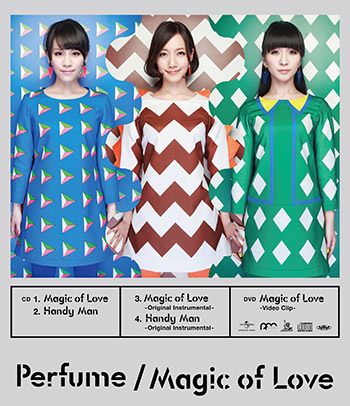 CD 1. Magic of Love
2. Handy Man
3. Magic of Love
-Original Instrumental-
4. Handy Man
-Original Instrumental-
DVD Magic of Love
-Video Clip-
Perfume / Magic of Love